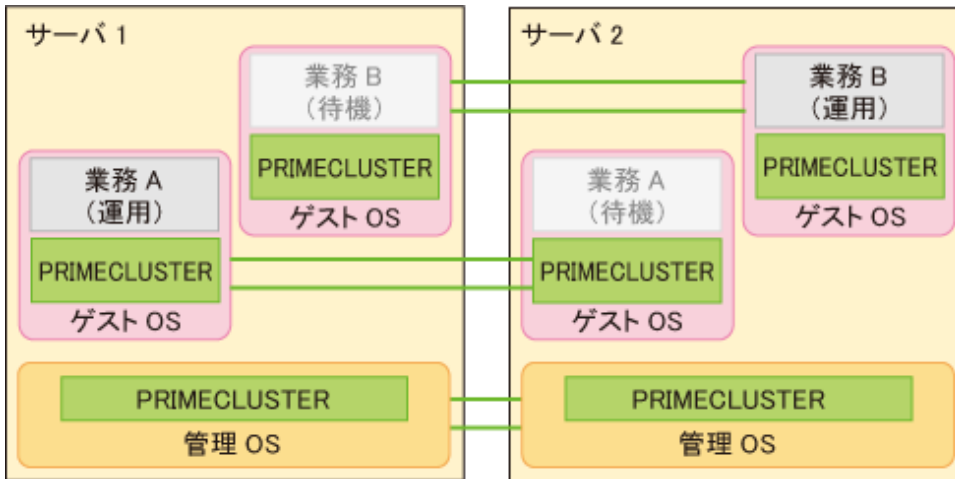 サーバ 1
業務 B
（待機）
PRIMECLUSTER
ゲスト OS
業務 A
（運用）
PRIMECLUSTER
ゲスト OS
PRIMECLUSTER
管理 OS
サーバ 2
業務 B
（運用）
PRIMECLUSTER
ゲスト OS
業務 A
（待機）
PRIMECLUSTER
ゲスト OS
PRIMECLUSTER
管理 OS